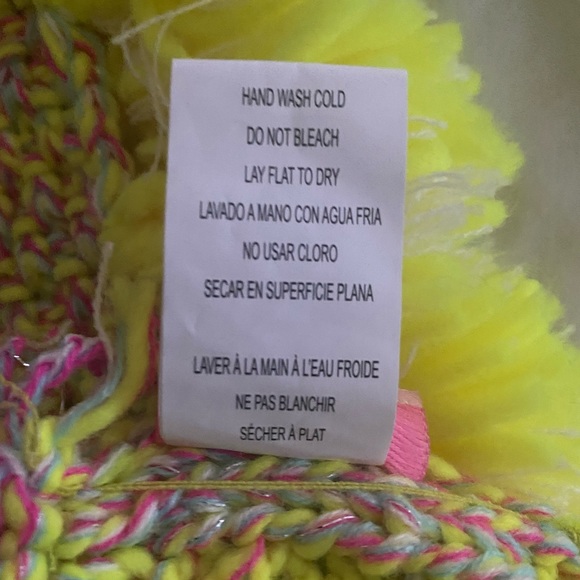 HAND WASH COLD
DO NOT BLEACH
LAY FLAT TO DRY
LAVADO A MANO CON AGUA FRIA
NO USAR CLORO
SECAR EN SUPERFICIE PLANA
LAVER À LA MAIN À L'EAU FROIDE
NE PAS BLANCHIR
SÉCHER À PLAT